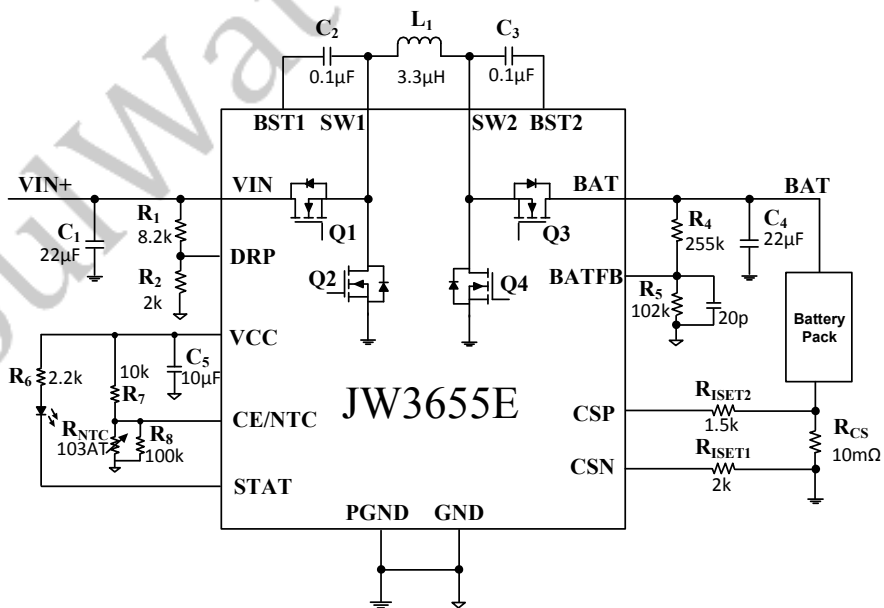 C2
L1
C3
0.1μF
3.3μH
0.1μF
BST1
SW1
SW2
BST2
VIN+
VIN
BAT
BAT
C1
22μF
R1
8.2k
Q1
Q3
R4
255k
C4
22μF
DRP
R2
2k
Q2
Q4
BATFB
R5
102k
20p
Battery
Pack
VCC
R6
2.2k
10k
R7
C5
10μF
JW3655E
CE/NTC
RNTC
103AT
R8
100k
CSP
RISET2
1.5k
RCS
10mΩ
CSN
RISET1
2k
STAT
PGND
GND